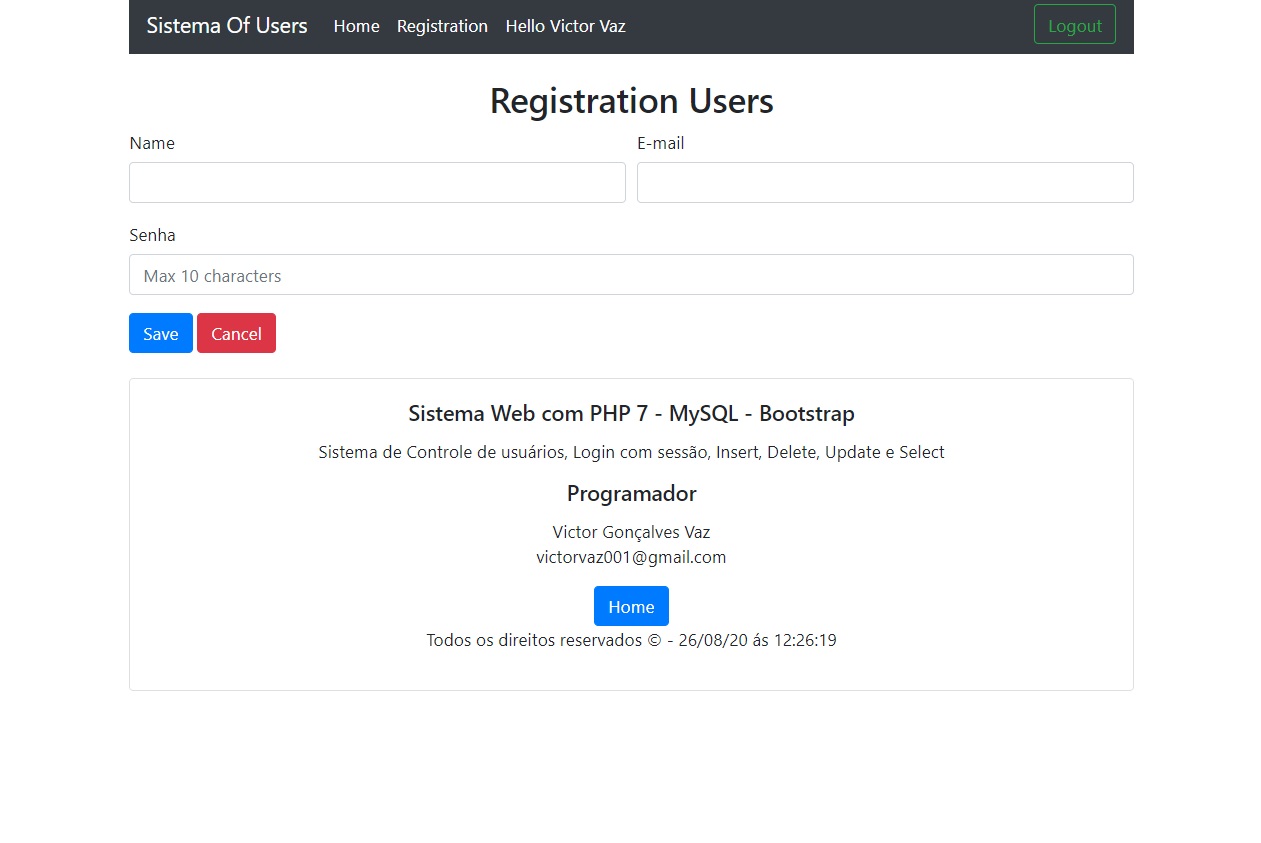 Sistema Of Users Home Registration Hello Victor Vaz Logout
Registration Users
Name E-mail
Senha
Max 10 characters
Save Cancel
Sistema Web com PHP 7 - MySQL - Bootstrap
Sistema de Controle de usuários, Login com sessão, Insert, Delete, Update e Select
Programador
Victor Gonçalves Vaz
victorvaz001@gmail.com
Home
Todos os direitos reservados © - 26/08/20 ás 12:26:19